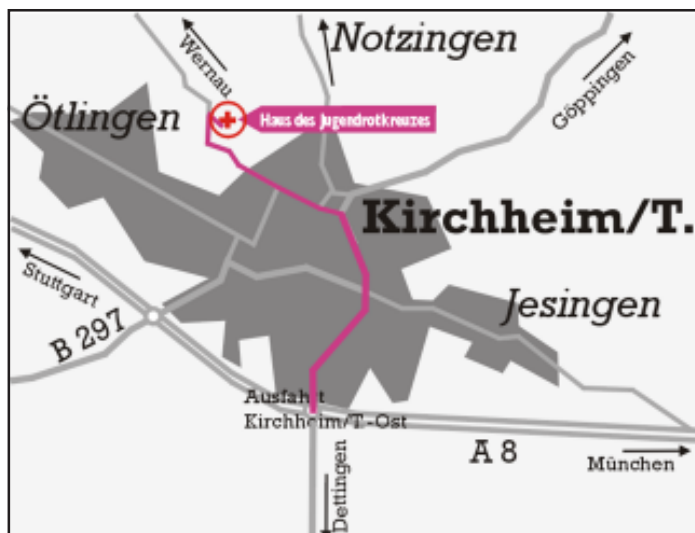 Notzingen
Wernau
Göppingen
Ötlingen
Haus des Jugendrotkreuzes
Kirchheim/T.
Stuttgart
Jesingen
B 297
Ausfahrt
Kirchheim/T.-Ost
A 8
München
Dettingen